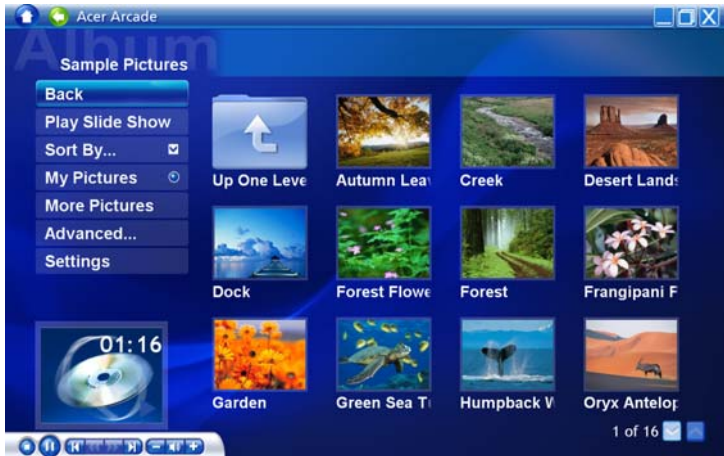 Acer Arcade
Album
Sample Pictures
Back
Play Slide Show
Sort By...
My Pictures
More Pictures
Advanced...
Settings
01:16
Up One Leve
Autumn Lea
Creek
Desert Lands
Dock
Forest Flowe
Forest
Frangipani F
Garden
Green Sea T
Humpback W
Oryx Antelop
1 of 16